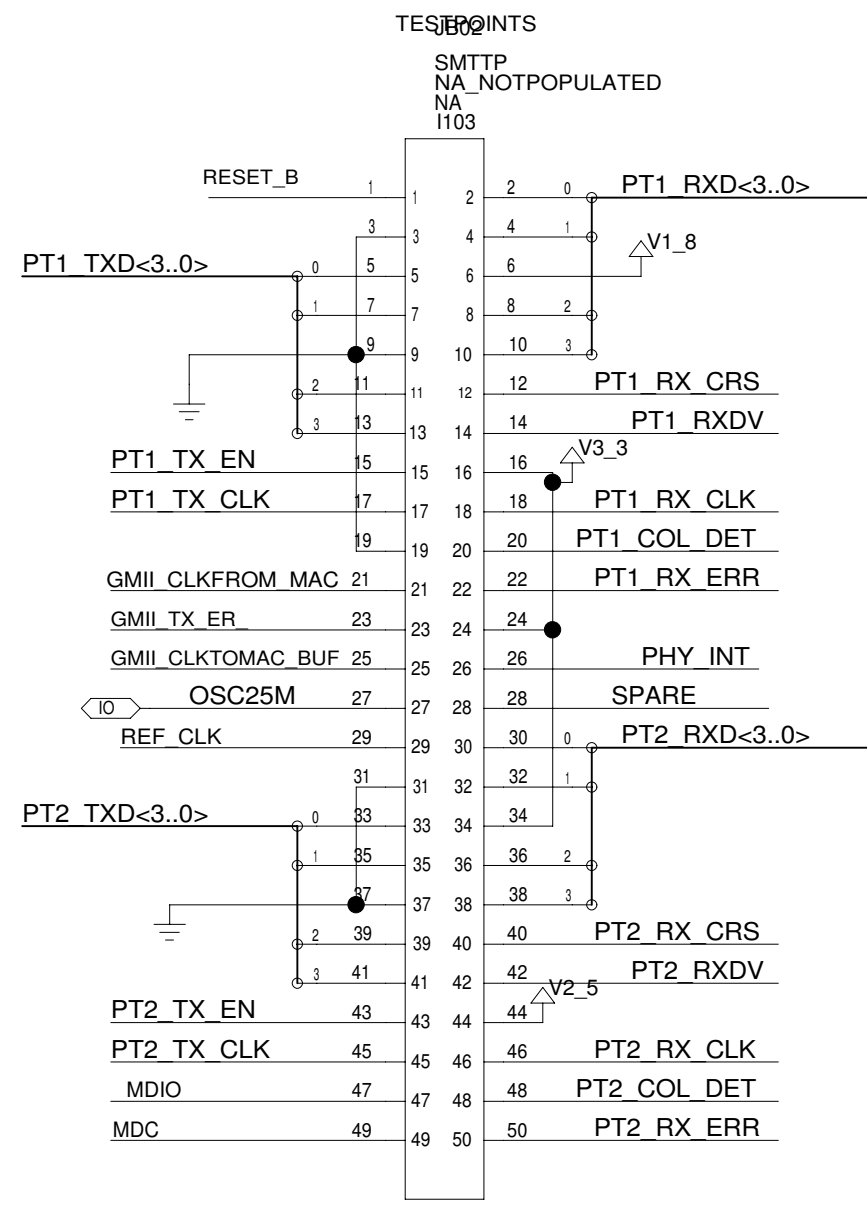 TESTPOINTS
JB02
SMTTP
NA_NOTPOPULATED
NA
I103
RESET_B 1 1 2 2 0 PT1_RXD<3..0>
3 3 4 4 1 V1_8
PT1_TXD<3..0> 0 5 5 6 6
1 7 7 8 8 2
9 9 10 10 3
2 11 11 12 12 PT1_RX_CRS
3 13 13 14 14 PT1_RXDV
PT1_TX_EN 15 15 16 16 V3_3
PT1_TX_CLK 17 17 18 18 PT1_RX_CLK
19 19 20 20 PT1_COL_DET
GMII_CLKFROM_MAC 21 21 22 22 PT1_RX_ERR
GMII_TX_ER_ 23 23 24 24
GMII_CLKTOMAC_BUF 25 25 26 26 PHY_INT
IO OSC25M 27 27 28 28 SPARE
REF_CLK 29 29 30 30 0 PT2_RXD<3..0>
31 31 32 32 1
PT2_TXD<3..0> 0 33 33 34 34
1 35 35 36 36 2
37 37 38 38 3
2 39 39 40 40 PT2_RX_CRS
3 41 41 42 42 PT2_RXDV
PT2_TX_EN 43 43 44 44 V2_5
PT2_TX_CLK 45 45 46 46 PT2_RX_CLK
MDIO 47 47 48 48 PT2_COL_DET
MDC 49 49 50 50 PT2_RX_ERR